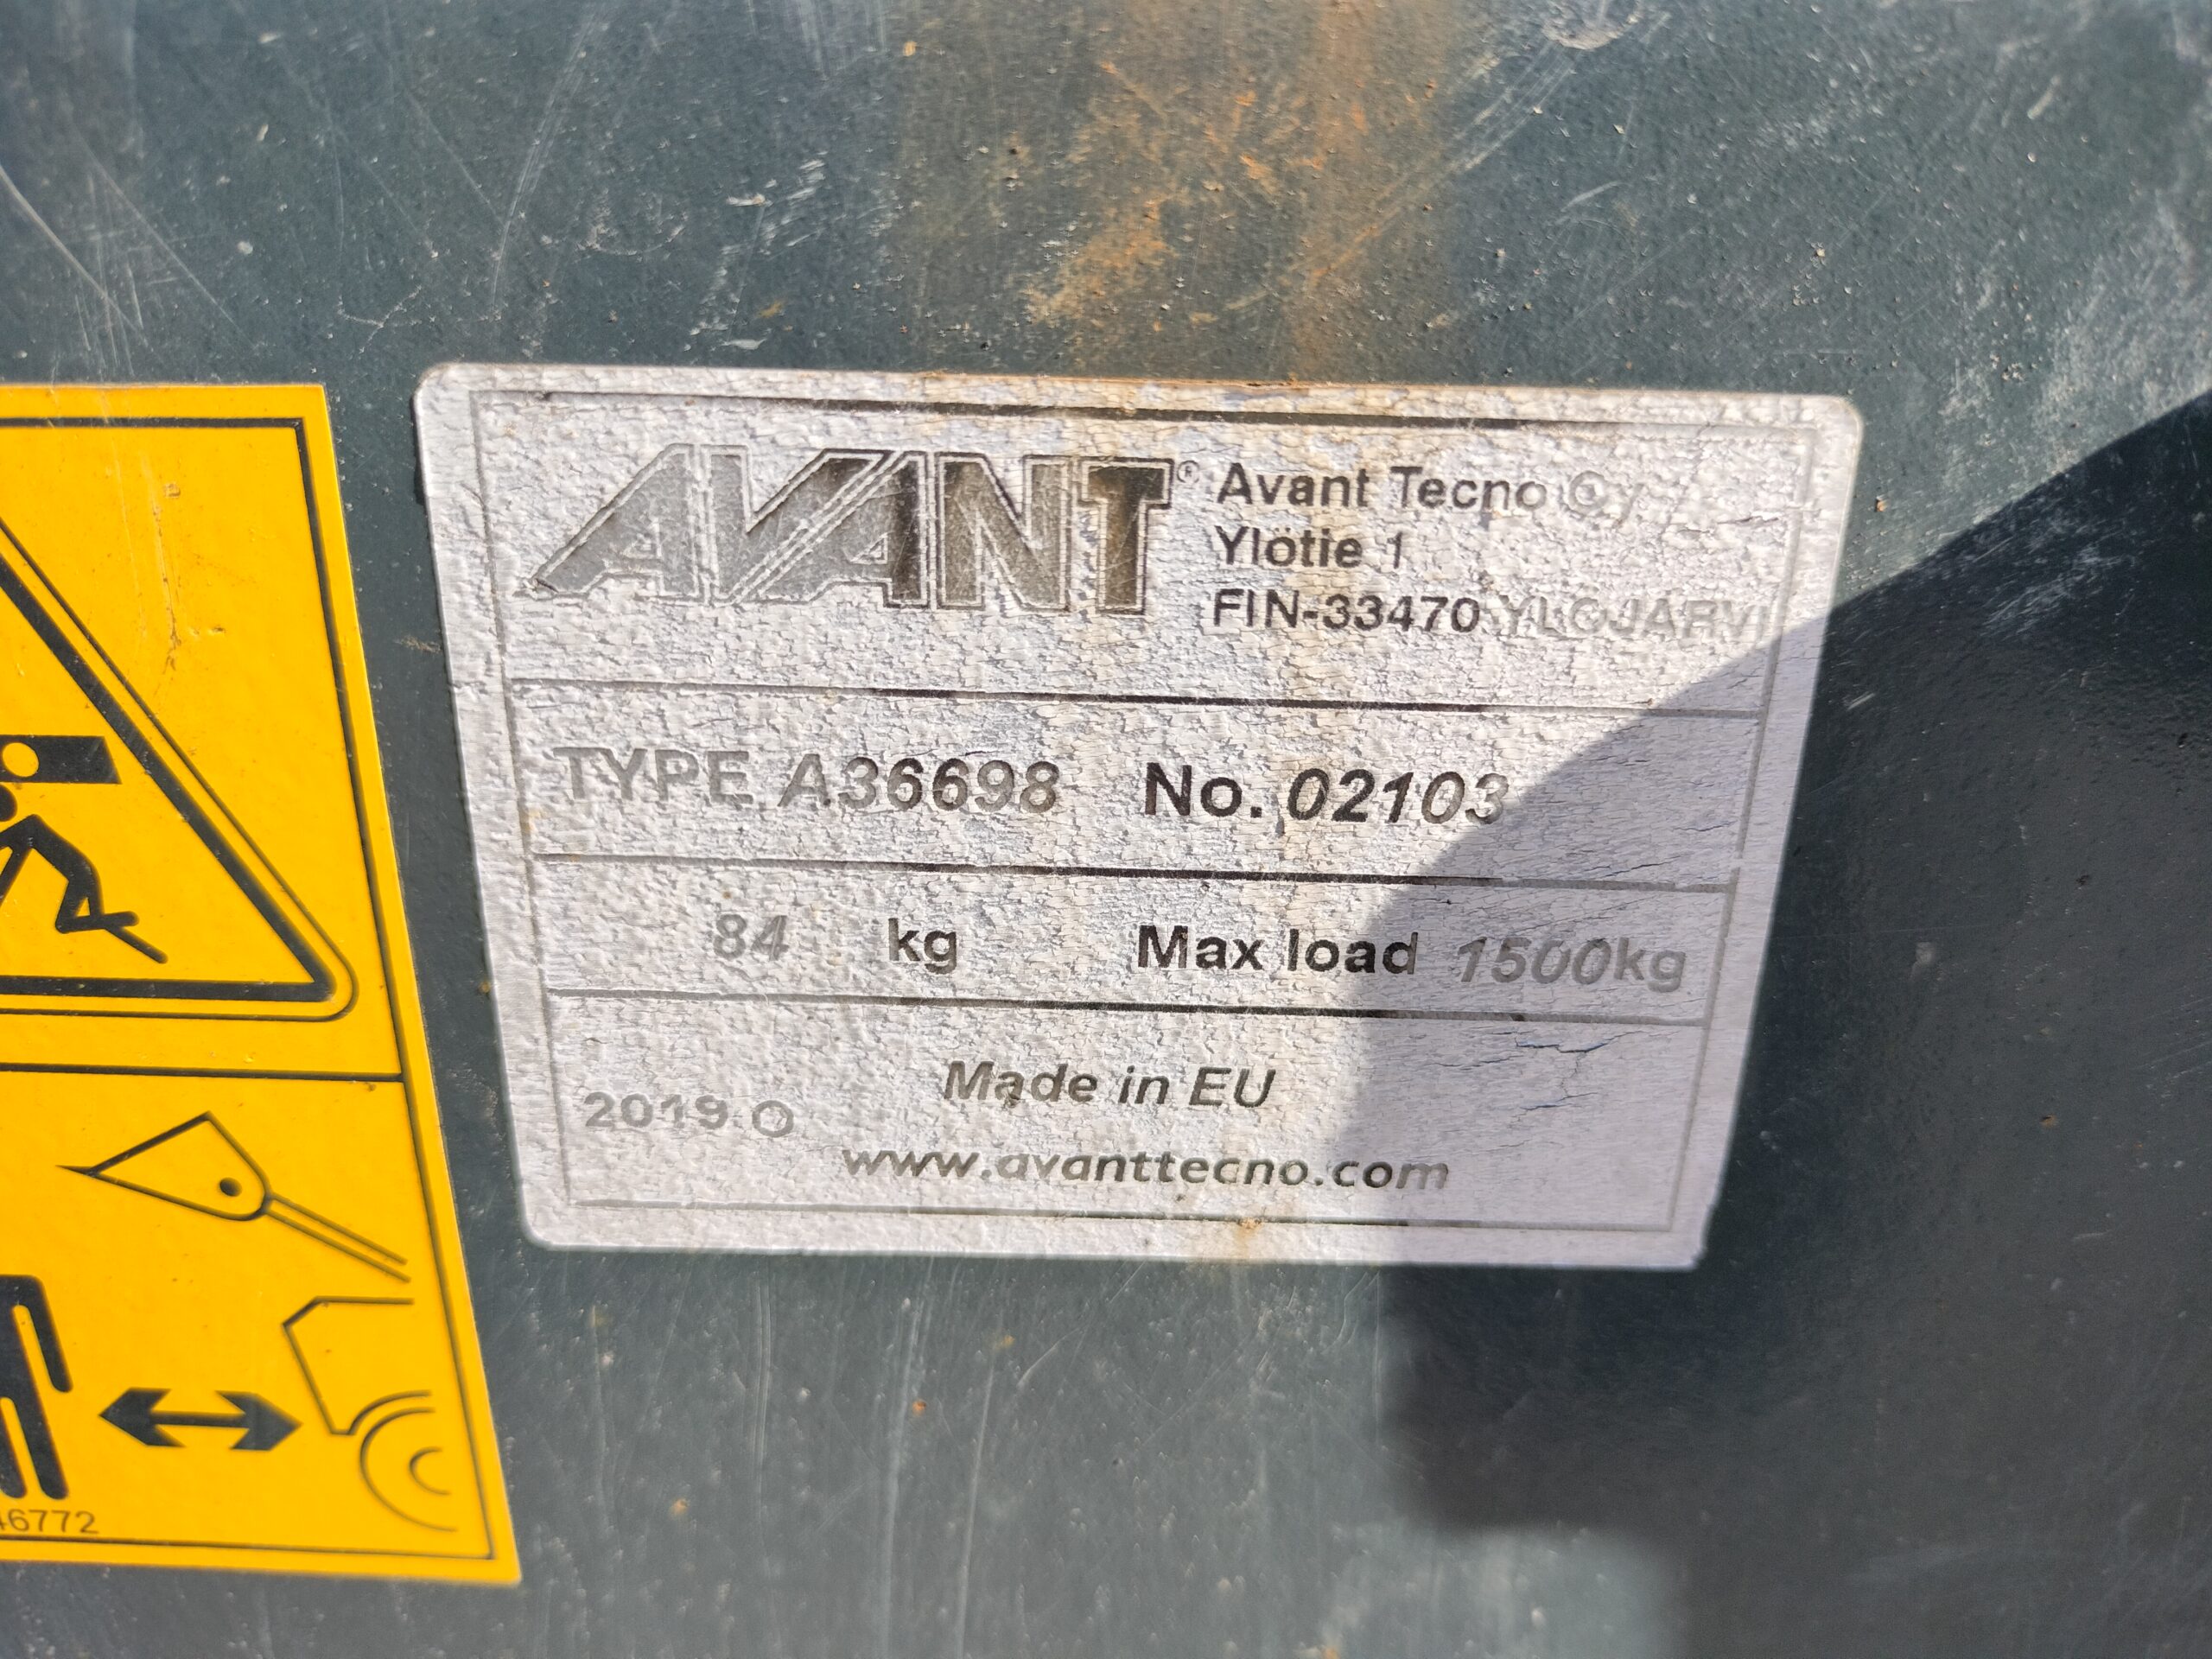 AVANT® Avant Tecno Oy
Ylötie 1
FIN-33470 YLÖJÄRVI
TYPE A36698 No. 02103
84 kg Max load 1500kg
Made in EU
2019 O
www.avanttecno.com
46772